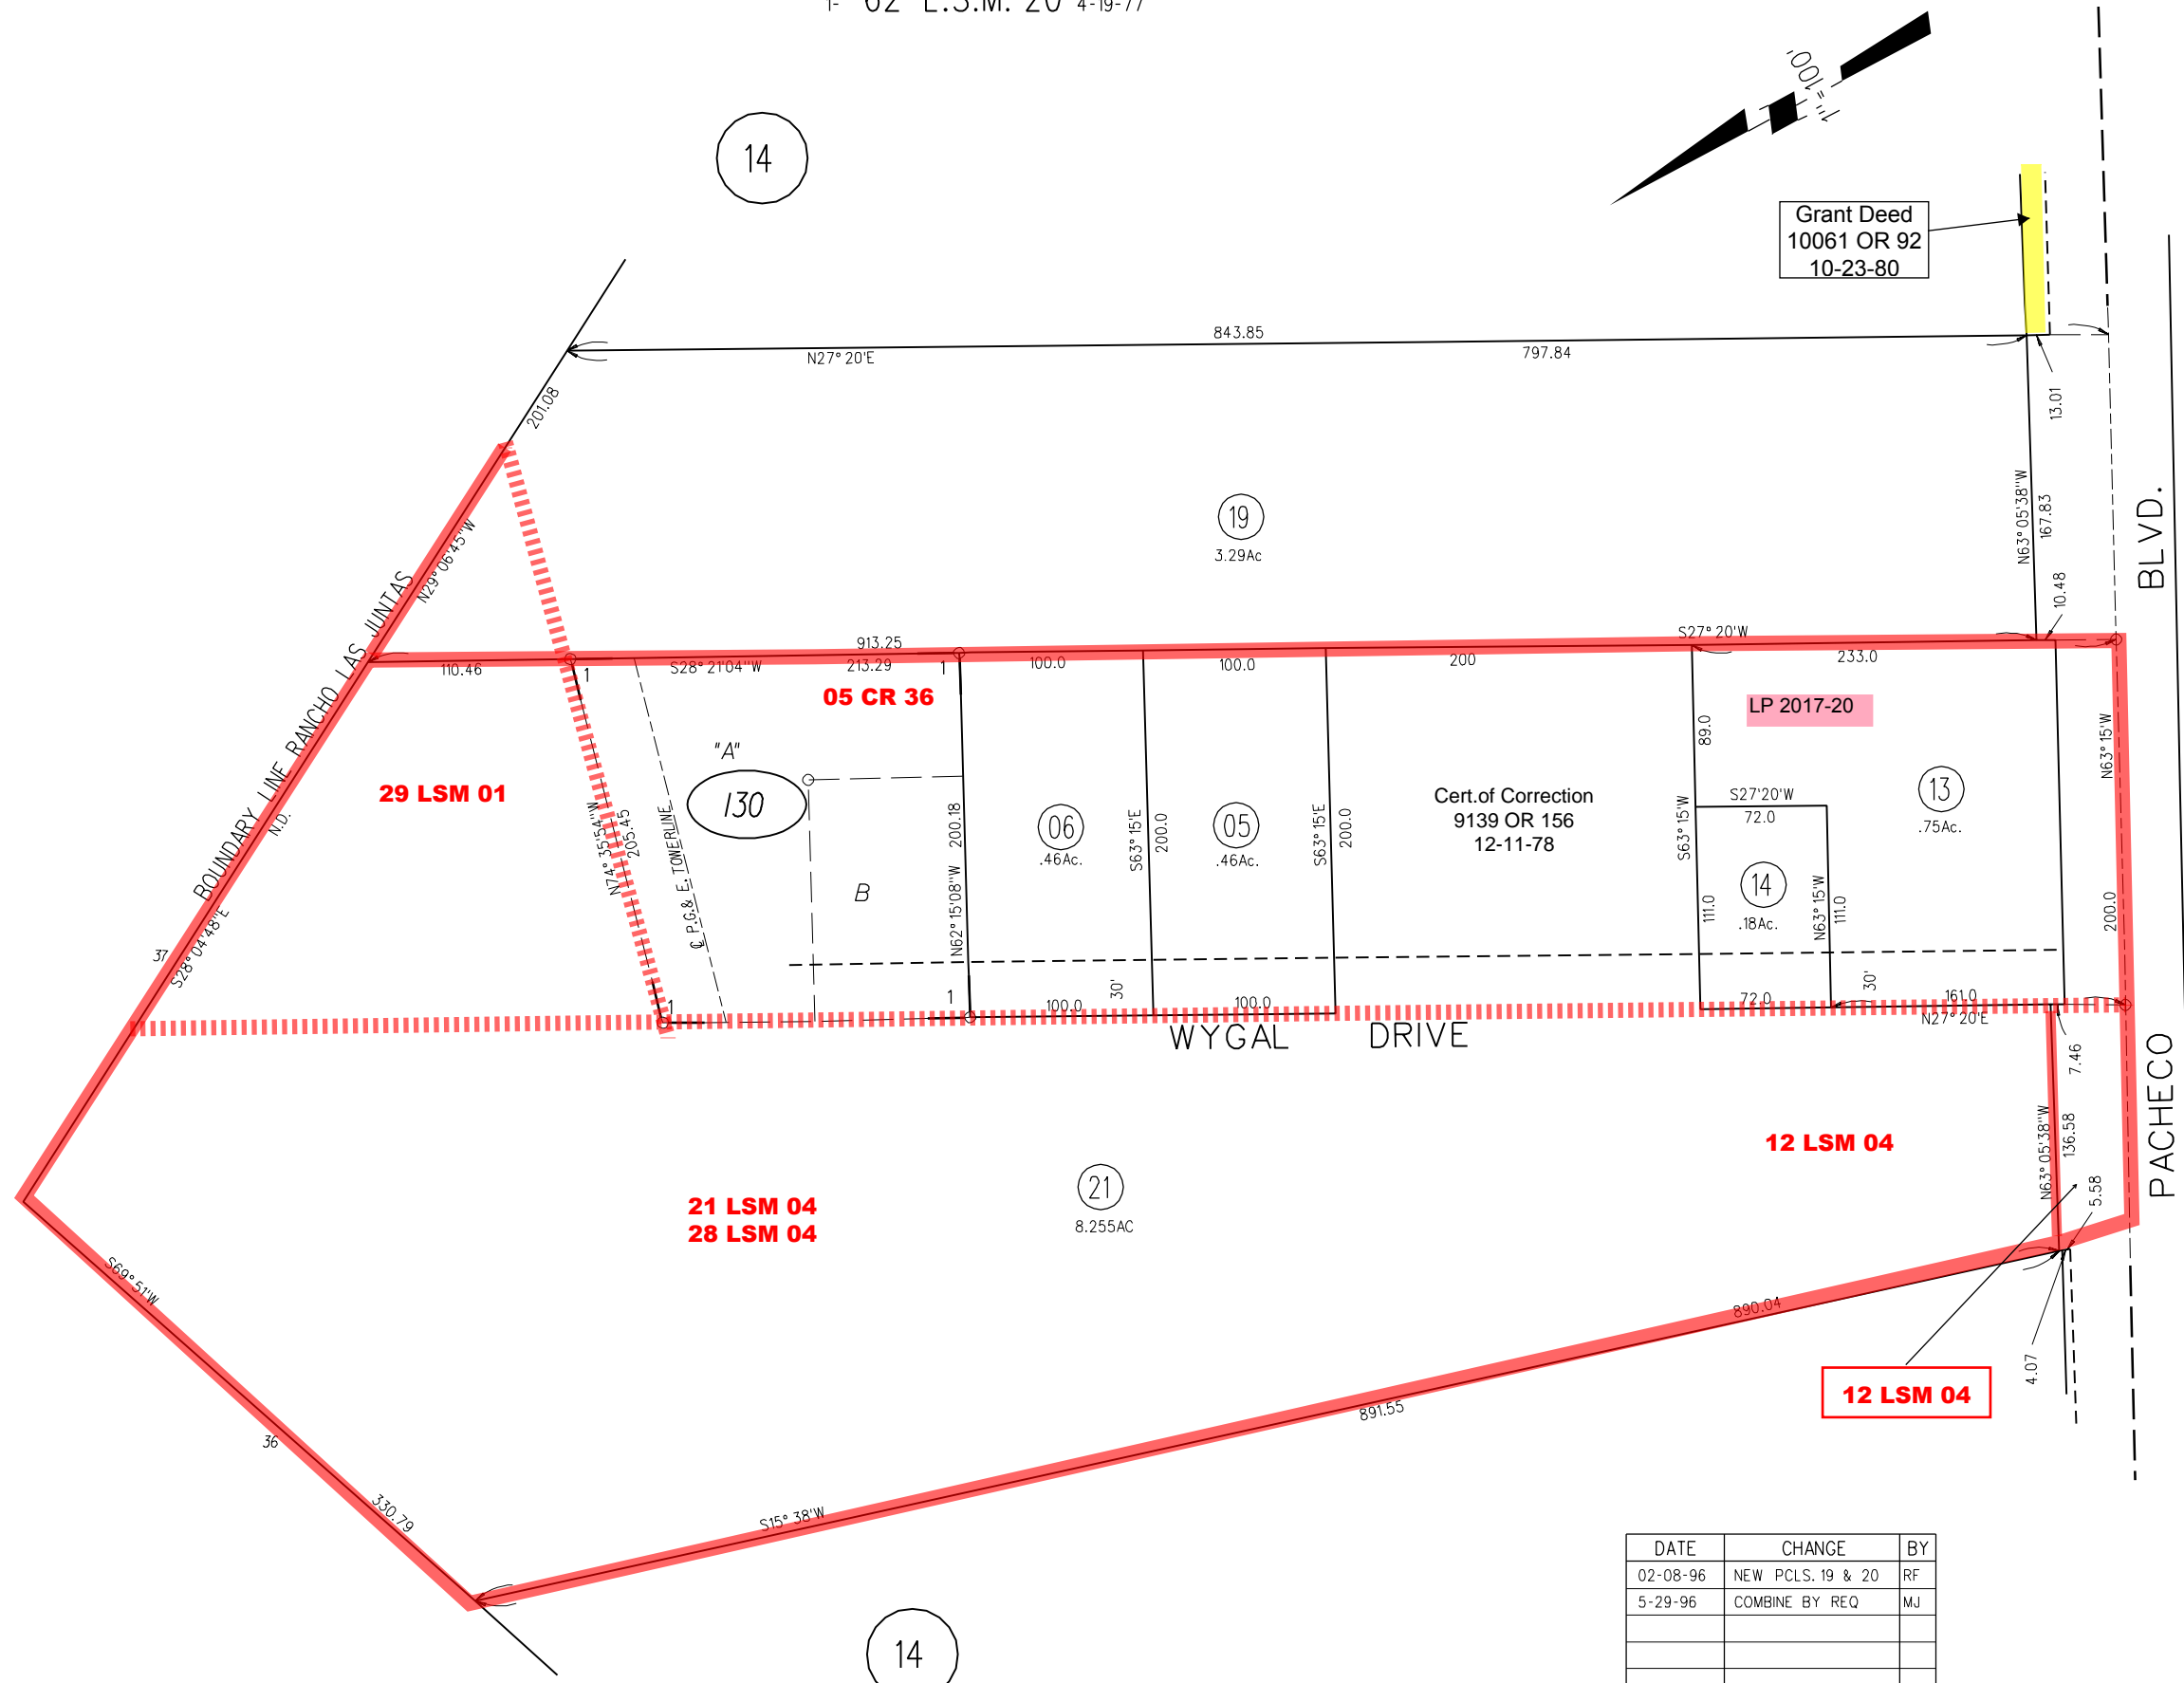 1- 62 L.S.M. 20 4-19-77
14
1"=100'
Grant Deed
10061 OR 92
10-23-80
843.85
N27°20'E
797.84
201.08
13.01
N29°06'45"W
19
3.29Ac
N63°05'38"W
167.83
10.48
BLVD.
BOUNDARY LINE RANCHO LAS JUNTAS
N.D.
913.25
S27°20'W
110.46
1
S28°21'04"W
213.29
1
100.0
100.0
200
233.0
05 CR 36
LP 2017-20
"A"
130
29 LSM 01
N74°35'54"W
205.45
℄ P.G.& E. TOWERLINE
B
N62°15'08"W
200.18
06
.46Ac.
S63°15'E
200.0
05
.46Ac.
S63°15'E
200.0
Cert.of Correction
9139 OR 156
12-11-78
S63°15'W
89.0
111.0
S27'20'W
72.0
14
.18Ac.
N63°15'W
111.0
13
.75Ac.
N63°15'W
200.0
37
S28°04'48"E
1
1
100.0
30'
100.0
72.0
30'
161.0
N27°20'E
WYGAL DRIVE
7.46
N63°05'38"W
136.58
5.58
PACHECO
12 LSM 04
21 LSM 04
28 LSM 04
21
8.255AC
S69°51'W
36
330.79
890.04
891.55
S15°38'W
4.07
12 LSM 04
14
DATE CHANGE BY
02-08-96 NEW PCLS. 19 & 20 RF
5-29-96 COMBINE BY REQ MJ